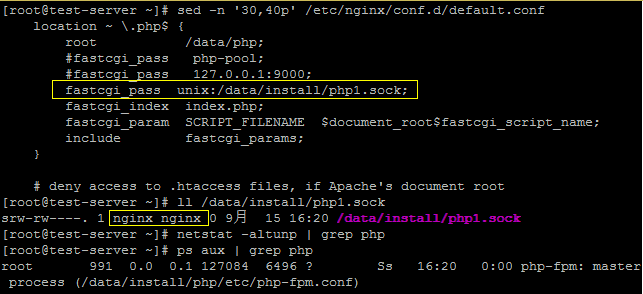 [root@test-server ~]# sed -n '30,40p' /etc/nginx/conf.d/default.conf
location ~ \.php$ {
root /data/php;
#fastcgi_pass php-pool;
#fastcgi_pass 127.0.0.1:9000;
fastcgi_pass unix:/data/install/php1.sock;
fastcgi_index index.php;
fastcgi_param SCRIPT_FILENAME $document_root$fastcgi_script_name;
include fastcgi_params;
}
# deny access to .htaccess files, if Apache's document root
[root@test-server ~]# ll /data/install/php1.sock
srw-rw----. 1 nginx nginx 0 9月 15 16:20 /data/install/php1.sock
[root@test-server ~]# netstat -altunp | grep php
[root@test-server ~]# ps aux | grep php
root 991 0.0 0.1 127084 6496 ? Ss 16:20 0:00 php-fpm: master
process (/data/install/php/etc/php-fpm.conf)